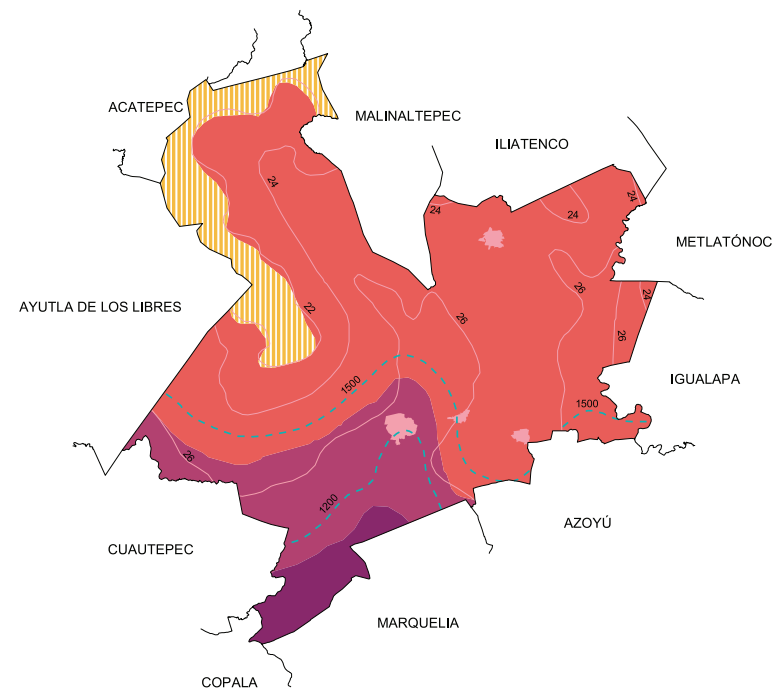 ACATEPEC
MALINALTEPEC
ILIATENCO
24
24
24
24
METLATÓNOC
26
24
AYUTLA DE LOS LIBRES
22
26
26
IGUALAPA
1500
1500
26
1200
AZOYÚ
CUAUTEPEC
MARQUELIA
COPALA